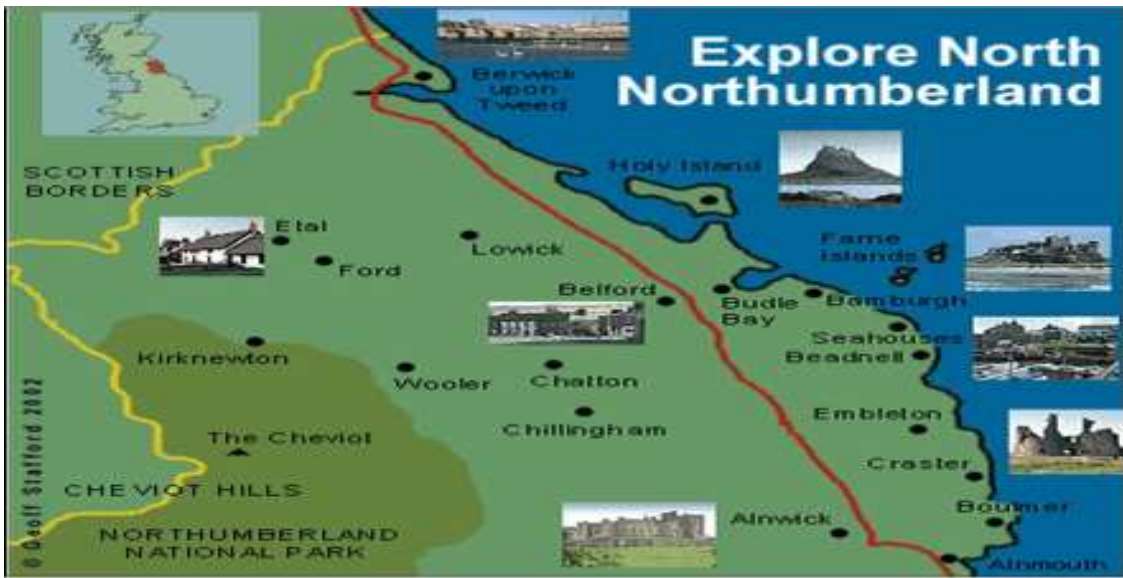 Explore North
Northumberland
Berwick
upon
Tweed
Holy Island
SCOTTISH
BORDERS
Etal
Ford
Lowick
Farne
Islands
Belford
Budle
Bay
Bamburgh
Seahouses
Beadnell
Kirknewton
Wooler
Chatton
Chillingham
Embleton
The Cheviot
Craster
CHEVIOT HILLS
Boulmer
Alnwick
NORTHUMBERLAND
NATIONAL PARK
Alnmouth
© Geoff Stafford 2002